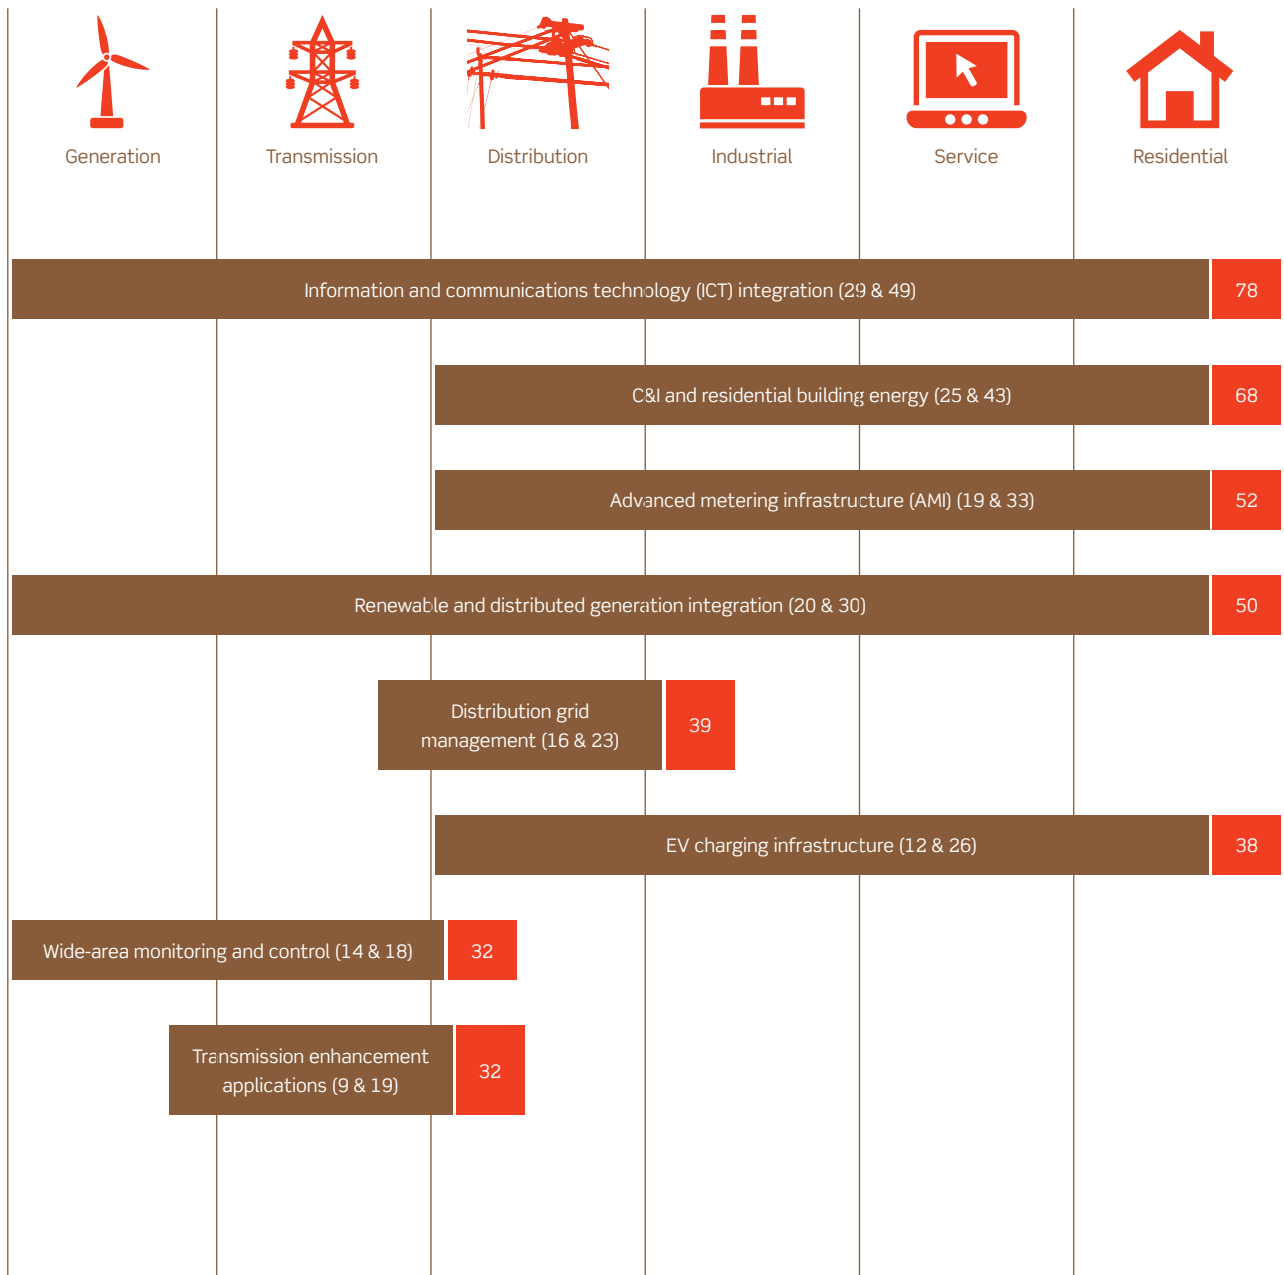 Generation
Transmission
Distribution
Industrial
Service
Residential
Information and communications technology (ICT) integration (29 & 49)
78
C&I and residential building energy (25 & 43)
68
Advanced metering infrastructure (AMI) (19 & 33)
52
Renewable and distributed generation integration (20 & 30)
50
Distribution grid
management (16 & 23)
39
EV charging infrastructure (12 & 26)
38
Wide-area monitoring and control (14 & 18)
32
Transmission enhancement
applications (9 & 19)
32